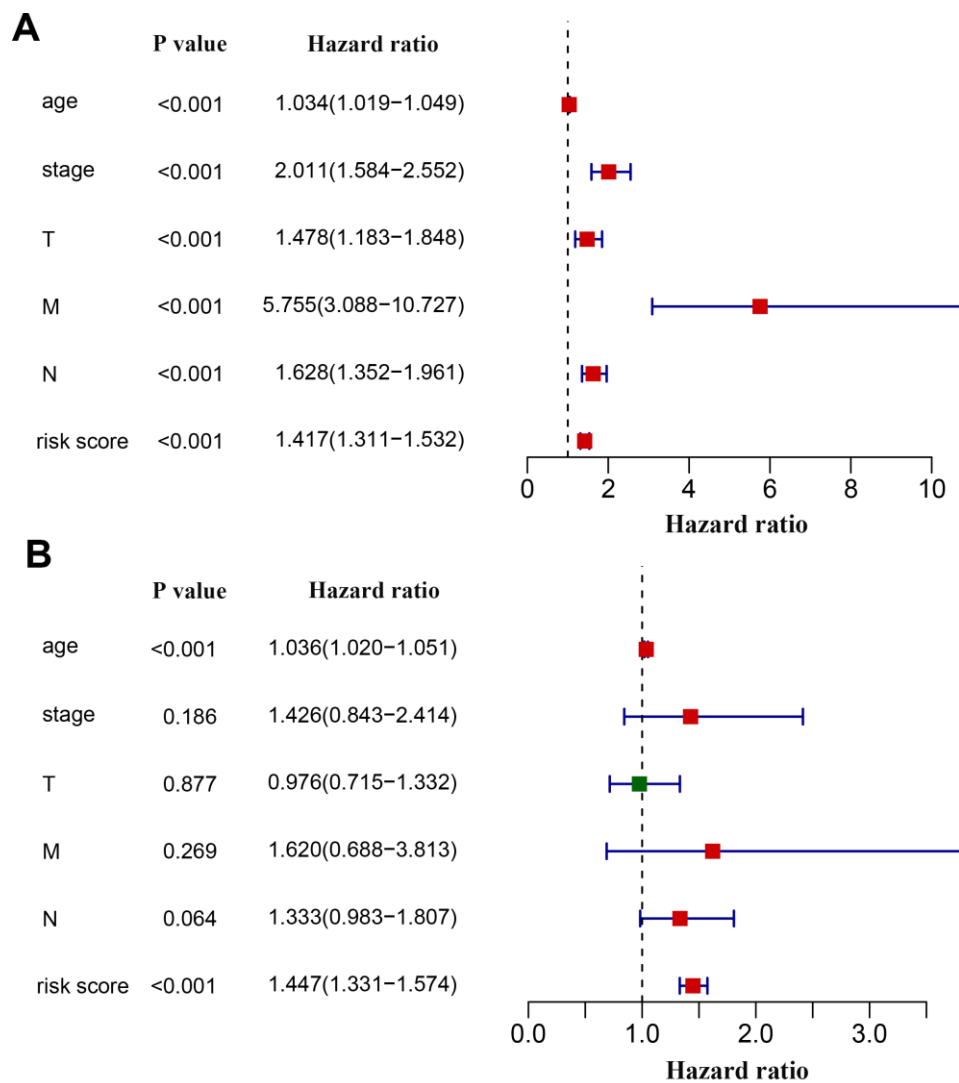 A
P value Hazard ratio
age <0.001 1.034(1.019−1.049)
stage <0.001 2.011(1.584−2.552)
T <0.001 1.478(1.183−1.848)
M <0.001 5.755(3.088−10.727)
N <0.001 1.628(1.352−1.961)
risk score <0.001 1.417(1.311−1.532)
0 2 4 6 8 10
Hazard ratio
B
P value Hazard ratio
age <0.001 1.036(1.020−1.051)
stage 0.186 1.426(0.843−2.414)
T 0.877 0.976(0.715−1.332)
M 0.269 1.620(0.688−3.813)
N 0.064 1.333(0.983−1.807)
risk score <0.001 1.447(1.331−1.574)
0.0 1.0 2.0 3.0
Hazard ratio